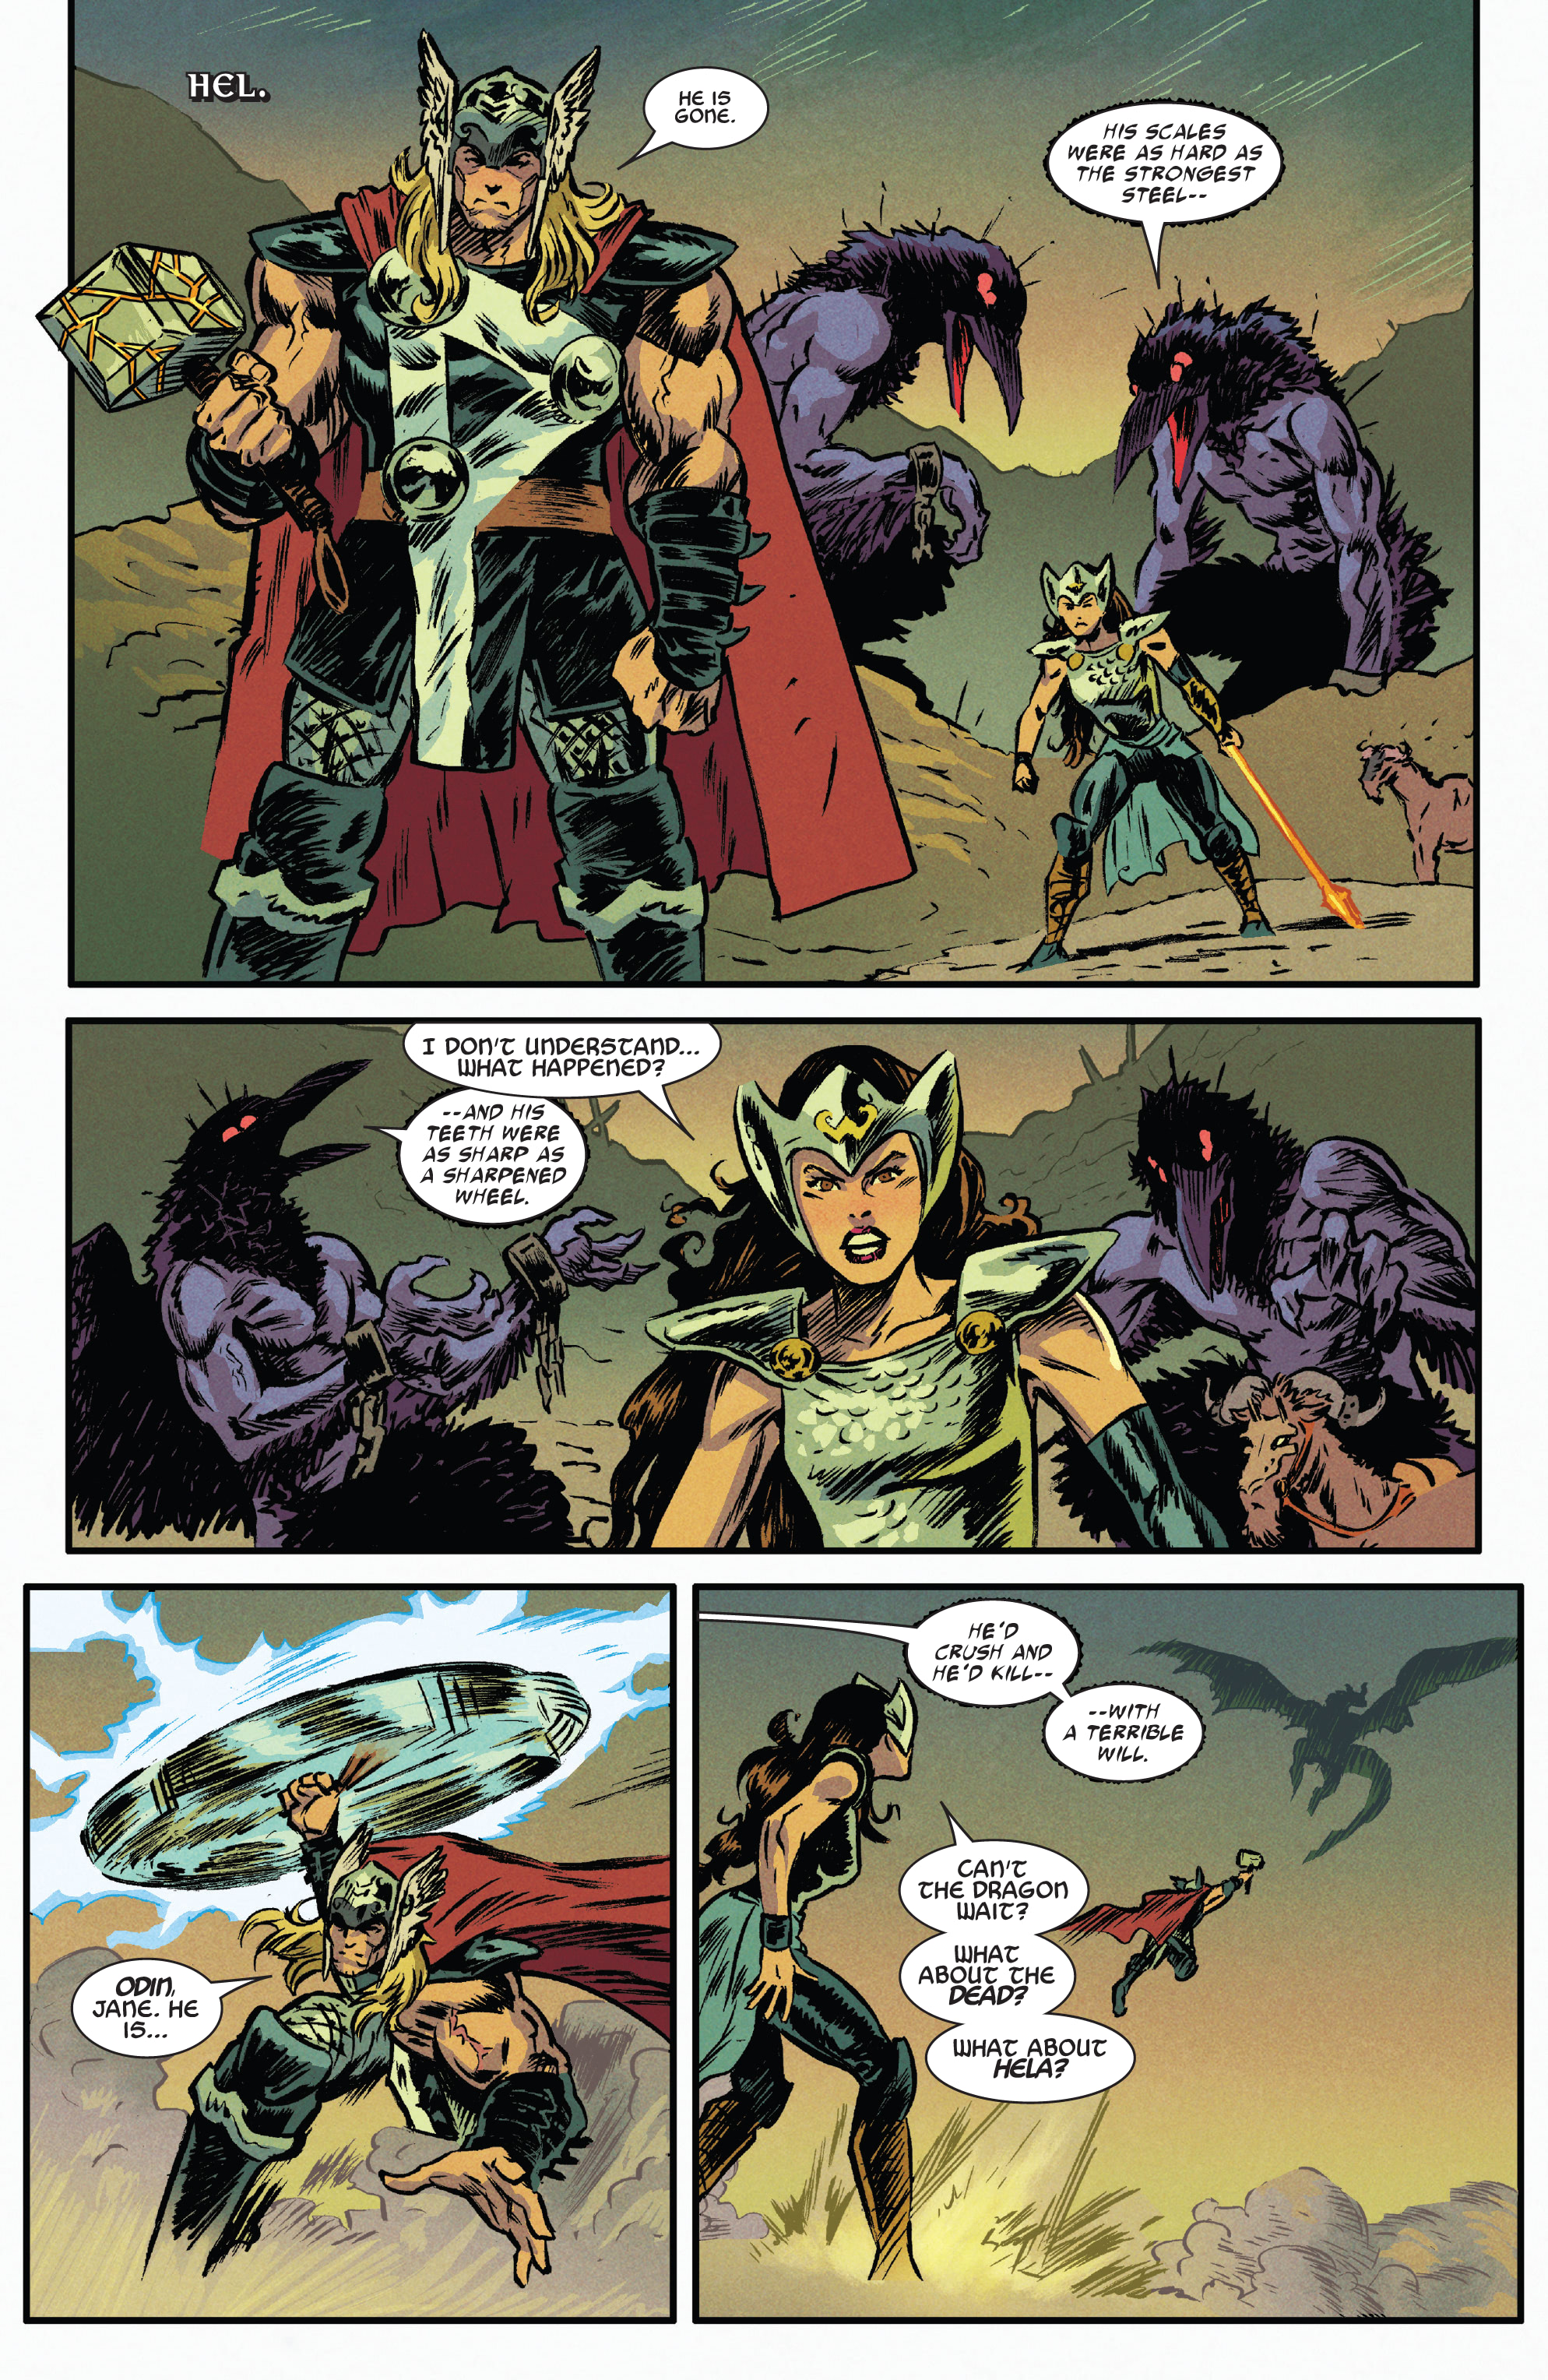 HEL.
HE IS
GONE.
HIS SCALES
WERE AS HARD AS
THE STRONGEST
STEEL--
I DON'T UNDERSTAND...
WHAT HAPPENED?
--AND HIS
TEETH WERE
AS SHARP AS
A SHARPENED
WHEEL.
ODIN,
JANE. HE
IS...
HE'D
CRUSH AND
HE'D KILL--
--WITH
A TERRIBLE
WILL.
CAN'T
THE DRAGON
WAIT?
WHAT
ABOUT THE
DEAD?
WHAT ABOUT
HELA?